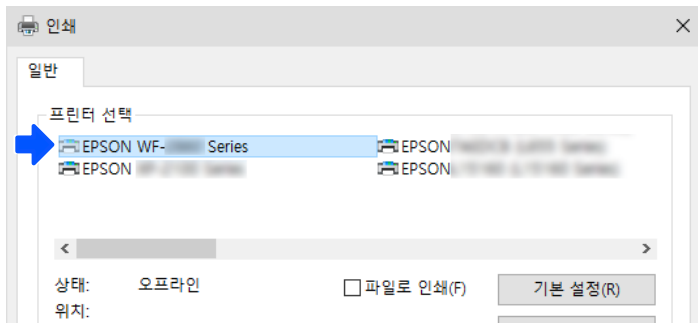 인쇄
일반
프린터 선택
EPSON WF- Series
EPSON
EPSON
EPSON
상태: 오프라인
파일로 인쇄(F)
기본 설정(R)
위치: